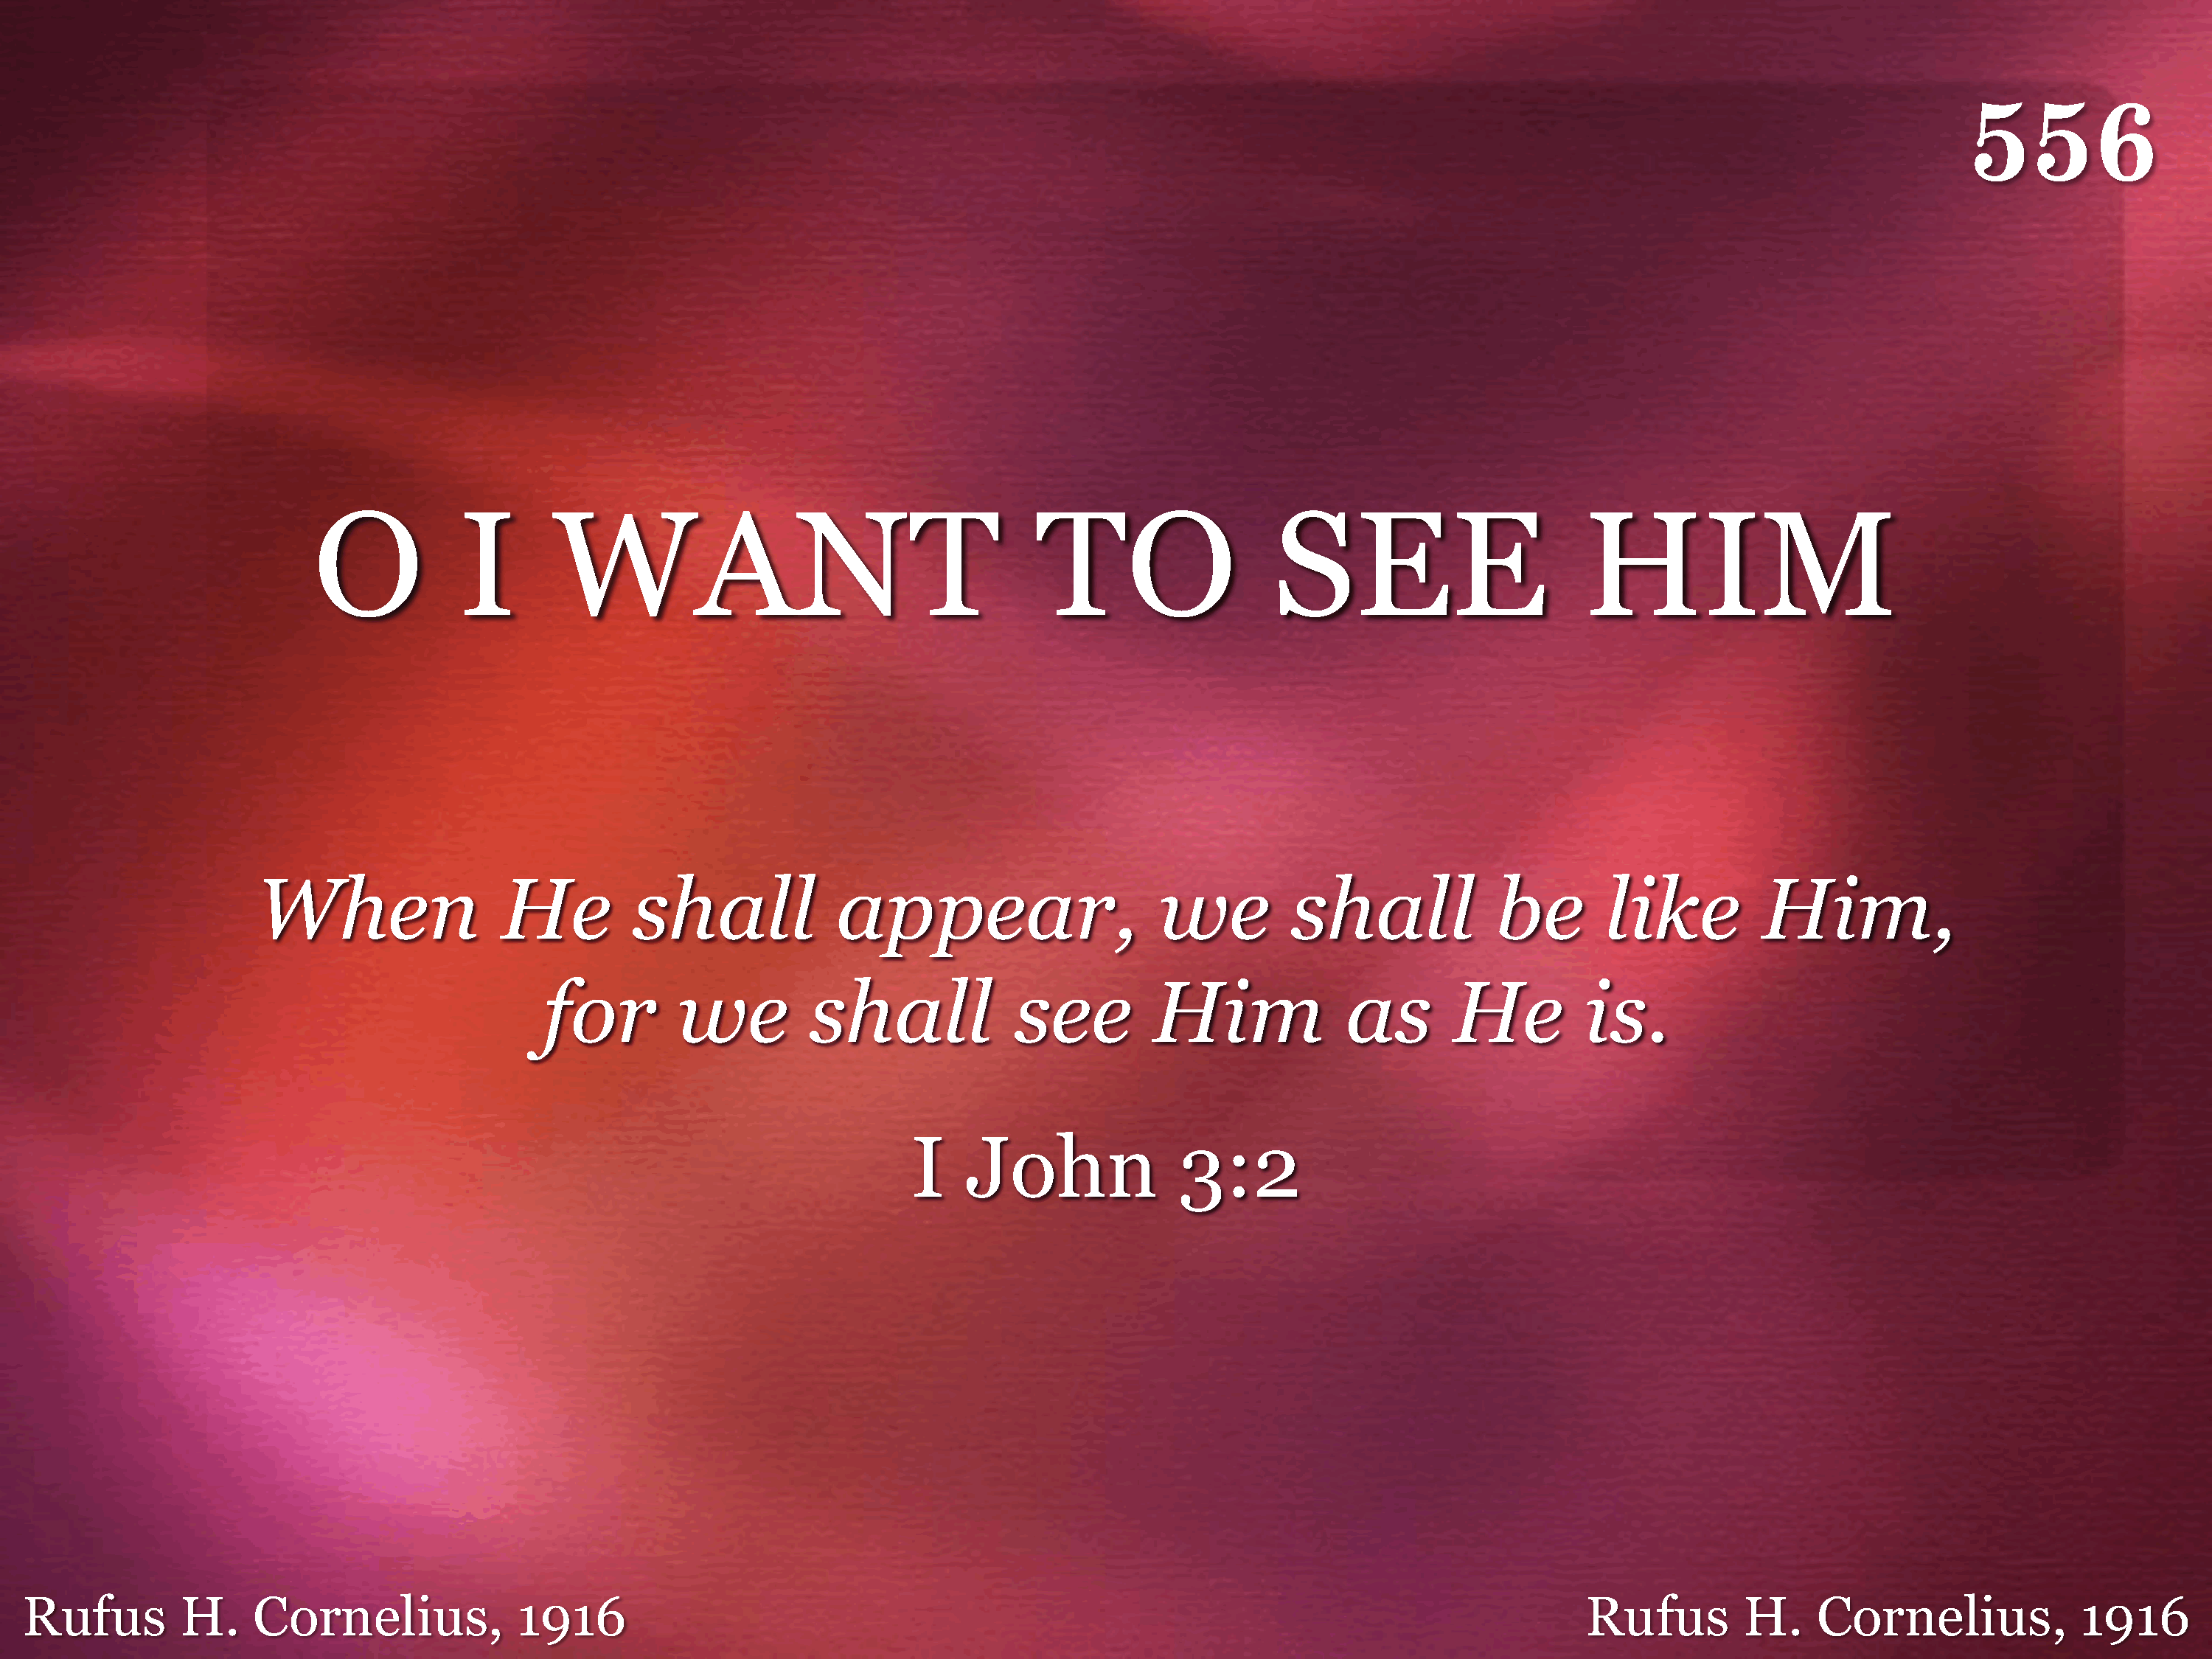 556
O I WANT TO SEE HIM
When He shall appear, we shall be like Him,
for we shall see Him as He is.
I John 3:2
Rufus H. Cornelius, 1916
Rufus H. Cornelius, 1916